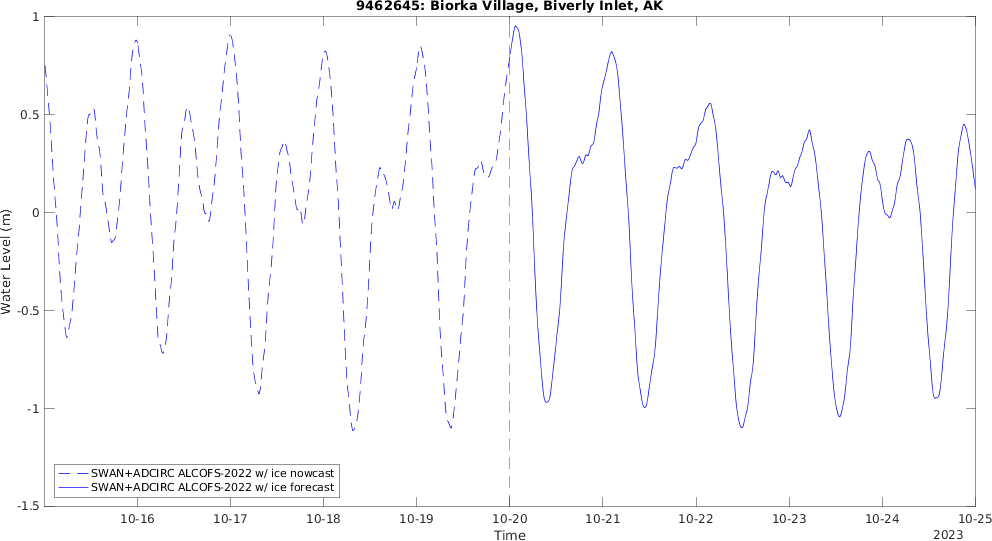 9462645: Biorka Village, Biverly Inlet, AK
Water Level (m)
1
0.5
0
-0.5
-1
-1.5
SWAN+ADCIRC ALCOFS-2022 w/ ice nowcast
SWAN+ADCIRC ALCOFS-2022 w/ ice forecast
10-16 10-17 10-18 10-19 10-20 10-21 10-22 10-23 10-24 10-25
Time
2023